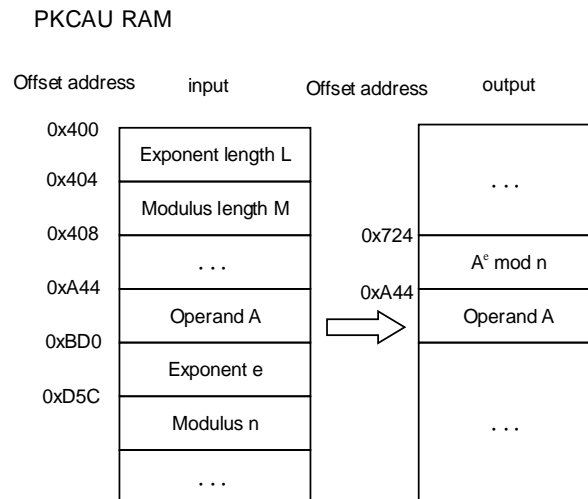 PKCAU RAM
Offset address input Offset address output
0x400
Exponent length L
0x404
Modulus length M
0x408
. . .
0xA44
Operand A
0xBD0
Exponent e
0xD5C
Modulus n
. . .
. . .
0x724
Aᵉ mod n
0xA44
Operand A
. . .